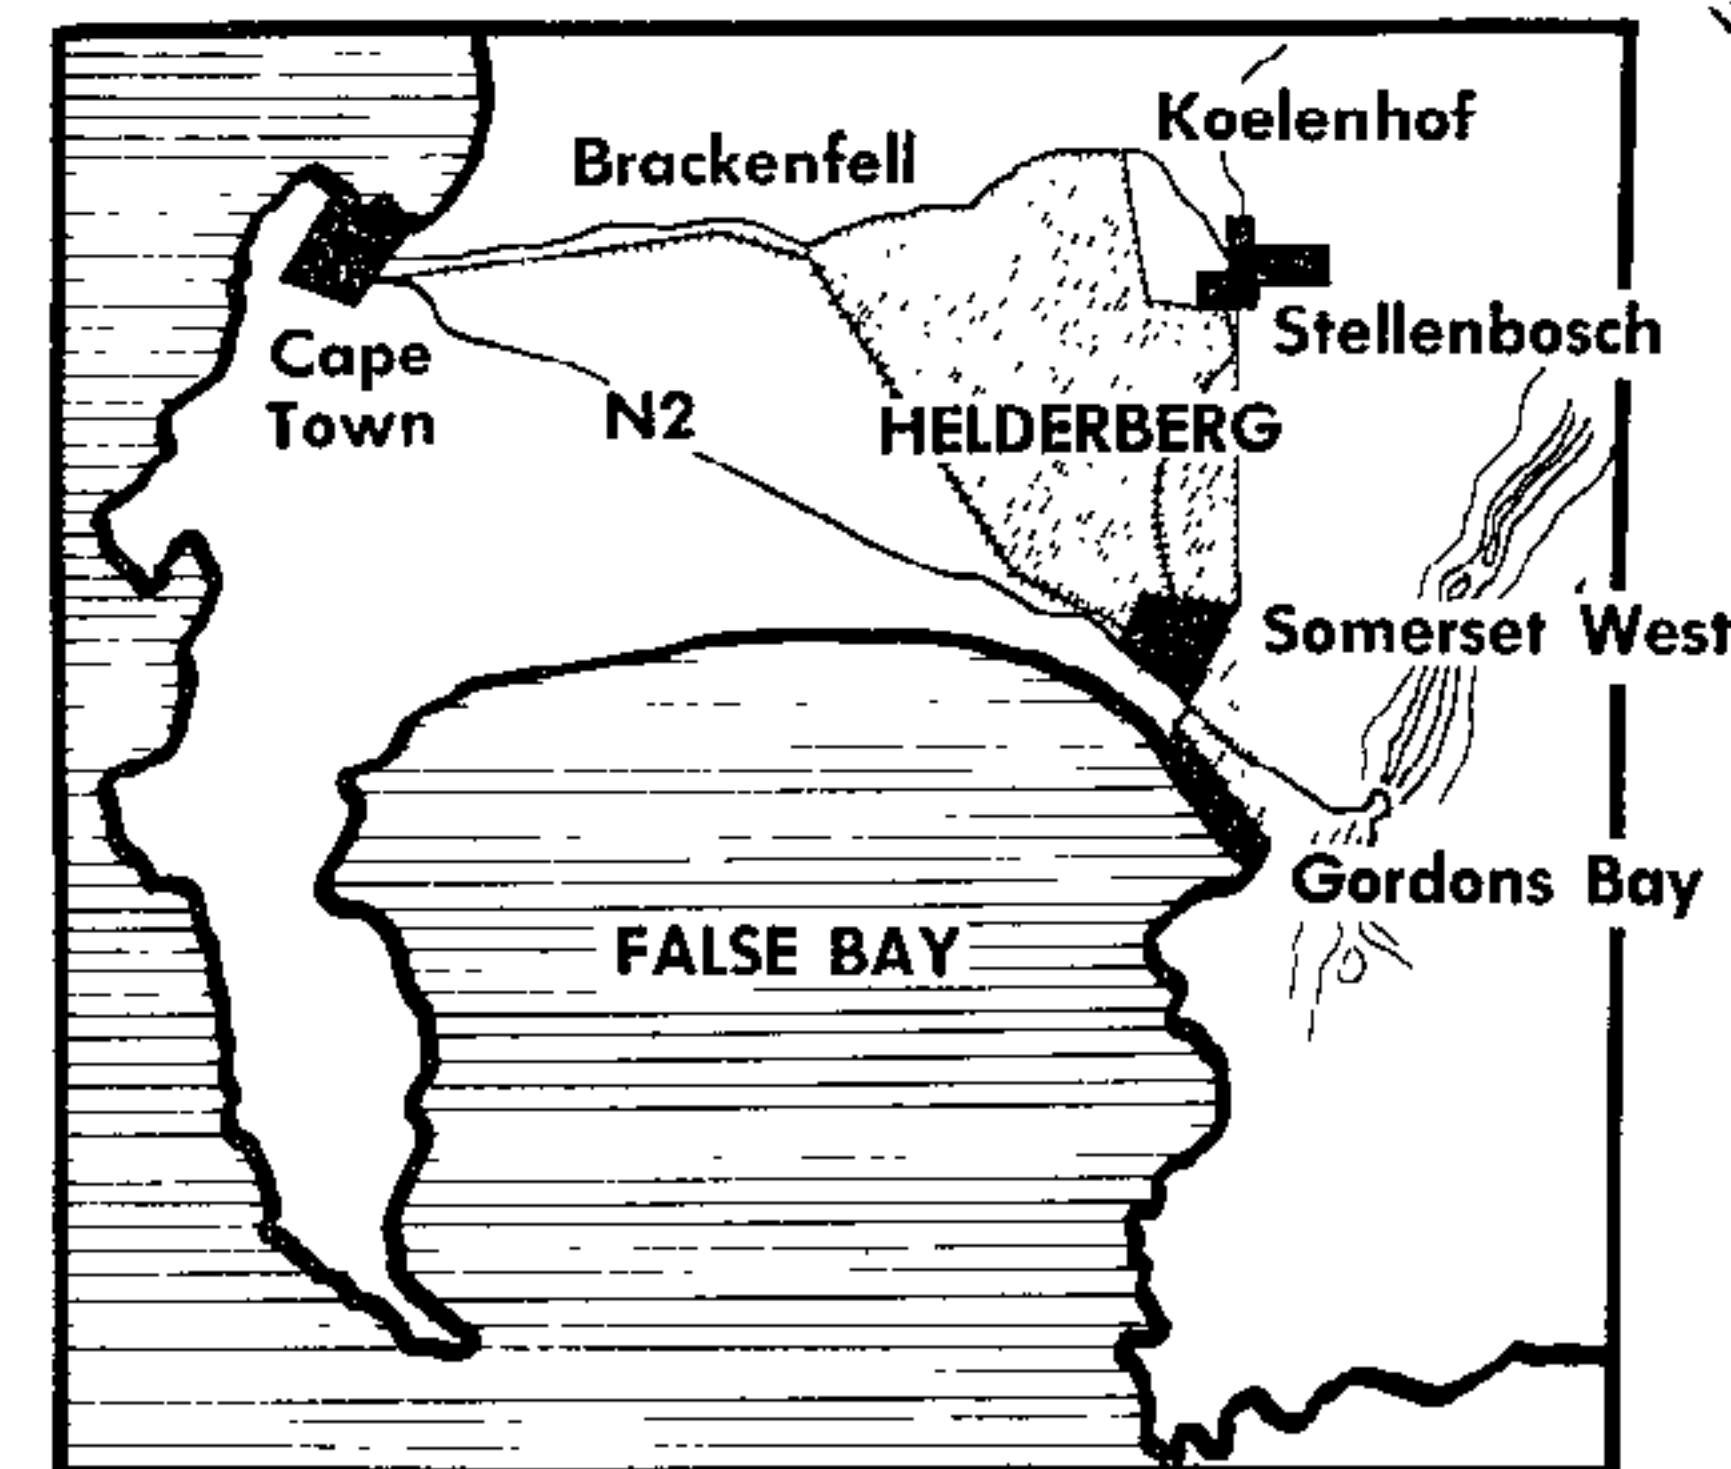 Koelenhof
Brackenfell
Stellenbosch
Cape
Town
N2
HELDERBERG
Somerset West
Gordons Bay
FALSE BAY